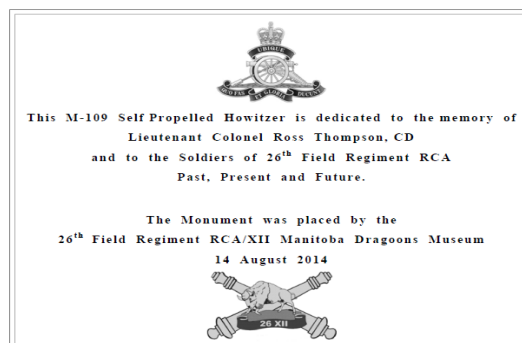 UBIQUE
QUO FAS ET GLORIA DUCUNT
This M-109 Self Propelled Howitzer is dedicated to the memory of
Lieutenant Colonel Ross Thompson, CD
and to the Soldiers of 26th Field Regiment RCA
Past, Present and Future.
The Monument was placed by the
26th Field Regiment RCA/XII Manitoba Dragoons Museum
14 August 2014
26 XII